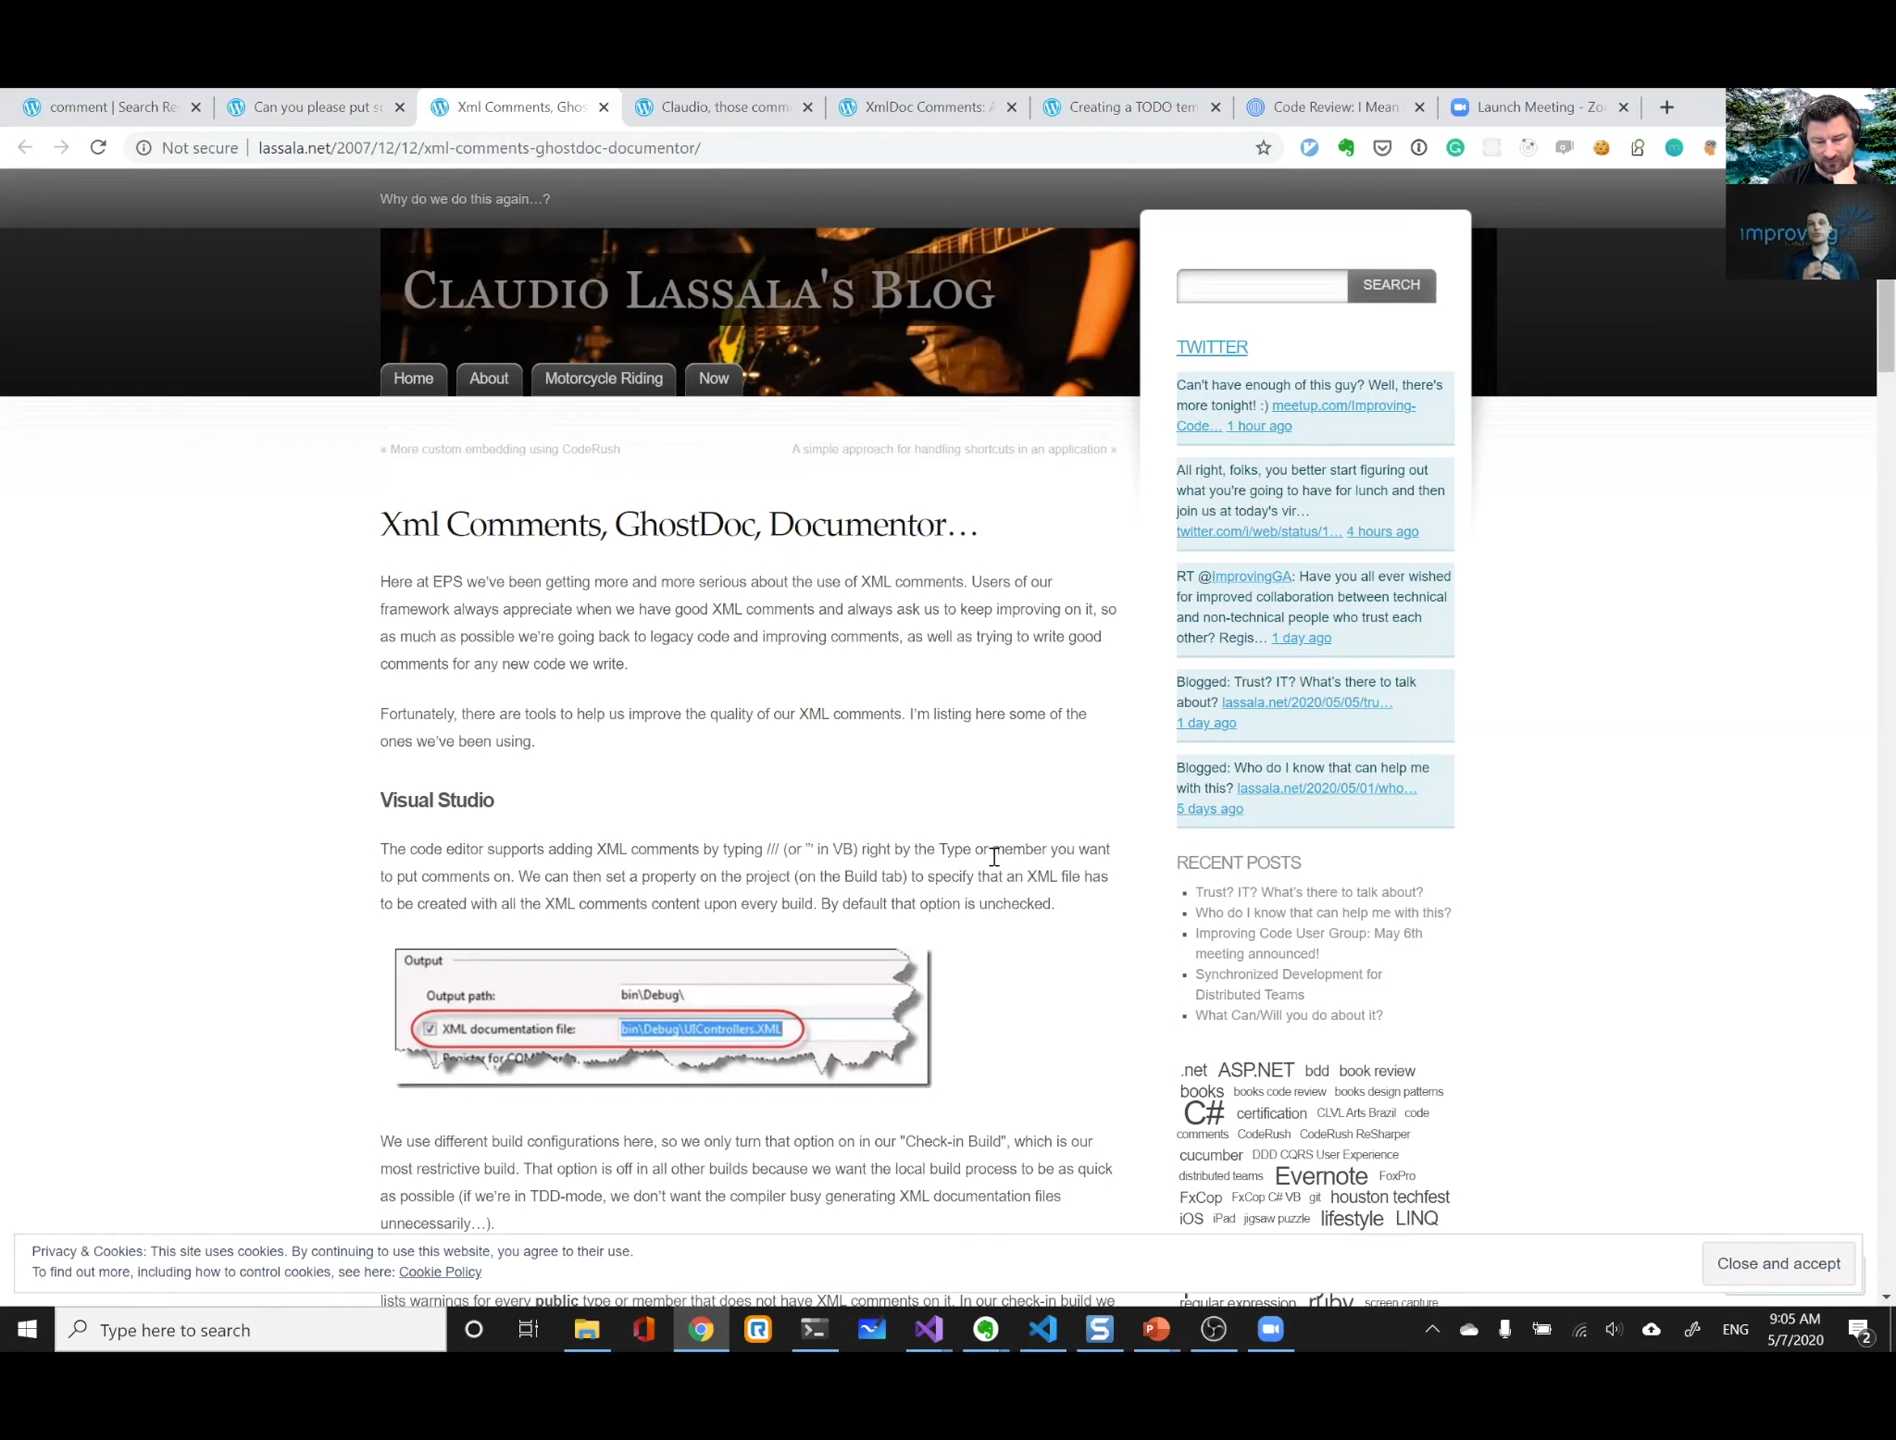 comment | Search Re
Can you please put so
Xml Comments, Ghos
Claudio, those comm
XmlDoc Comments: A
Creating a TODO tem
Code Review: I Mean
Launch Meeting - Zo
Not secure | lassala.net/2007/12/12/xml-comments-ghostdoc-documentor/
improving
Why do we do this again…?
Claudio Lassala's Blog
Home
About
Motorcycle Riding
Now
« More custom embedding using CodeRush
A simple approach for handling shortcuts in an application »
Xml Comments, GhostDoc, Documentor…
Here at EPS we've been getting more and more serious about the use of XML comments. Users of our
framework always appreciate when we have good XML comments and always ask us to keep improving on it, so
as much as possible we're going back to legacy code and improving comments, as well as trying to write good
comments for any new code we write.
Fortunately, there are tools to help us improve the quality of our XML comments. I'm listing here some of the
ones we've been using.
Visual Studio
The code editor supports adding XML comments by typing /// (or ''' in VB) right by the Type or member you want
to put comments on. We can then set a property on the project (on the Build tab) to specify that an XML file has
to be created with all the XML comments content upon every build. By default that option is unchecked.
Output
Output path:
bin\Debug\
XML documentation file:
bin\Debug\UIControllers.XML
We use different build configurations here, so we only turn that option on in our "Check-in Build", which is our
most restrictive build. That option is off in all other builds because we want the local build process to be as quick
as possible (if we're in TDD-mode, we don't want the compiler busy generating XML documentation files
unnecessarily…).
lists warnings for every public type or member that does not have XML comments on it. In our check-in build we
SEARCH
TWITTER
Can't have enough of this guy? Well, there's
more tonight! :) meetup.com/Improving-
Code… 1 hour ago
All right, folks, you better start figuring out
what you're going to have for lunch and then
join us at today's vir…
twitter.com/i/web/status/1… 4 hours ago
RT @ImprovingGA: Have you all ever wished
for improved collaboration between technical
and non-technical people who trust each
other? Regis… 1 day ago
Blogged: Trust? IT? What's there to talk
about? lassala.net/2020/05/05/tru…
1 day ago
Blogged: Who do I know that can help me
with this? lassala.net/2020/05/01/who…
5 days ago
RECENT POSTS
Trust? IT? What's there to talk about?
Who do I know that can help me with this?
Improving Code User Group: May 6th
meeting announced!
Synchronized Development for
Distributed Teams
What Can/Will you do about it?
.net ASP.NET bdd book review
books books code review books design patterns
C# certification CLVL Arts Brazil code
comments CodeRush CodeRush ReSharper
cucumber DDD CQRS User Experience
distributed teams Evernote FoxPro
FxCop FxCop C# VB git houston techfest
iOS iPad jigsaw puzzle lifestyle LINQ
regular expression ruby screen capture
Privacy & Cookies: This site uses cookies. By continuing to use this website, you agree to their use.
To find out more, including how to control cookies, see here: Cookie Policy
Close and accept
Type here to search
ENG
9:05 AM
5/7/2020
2